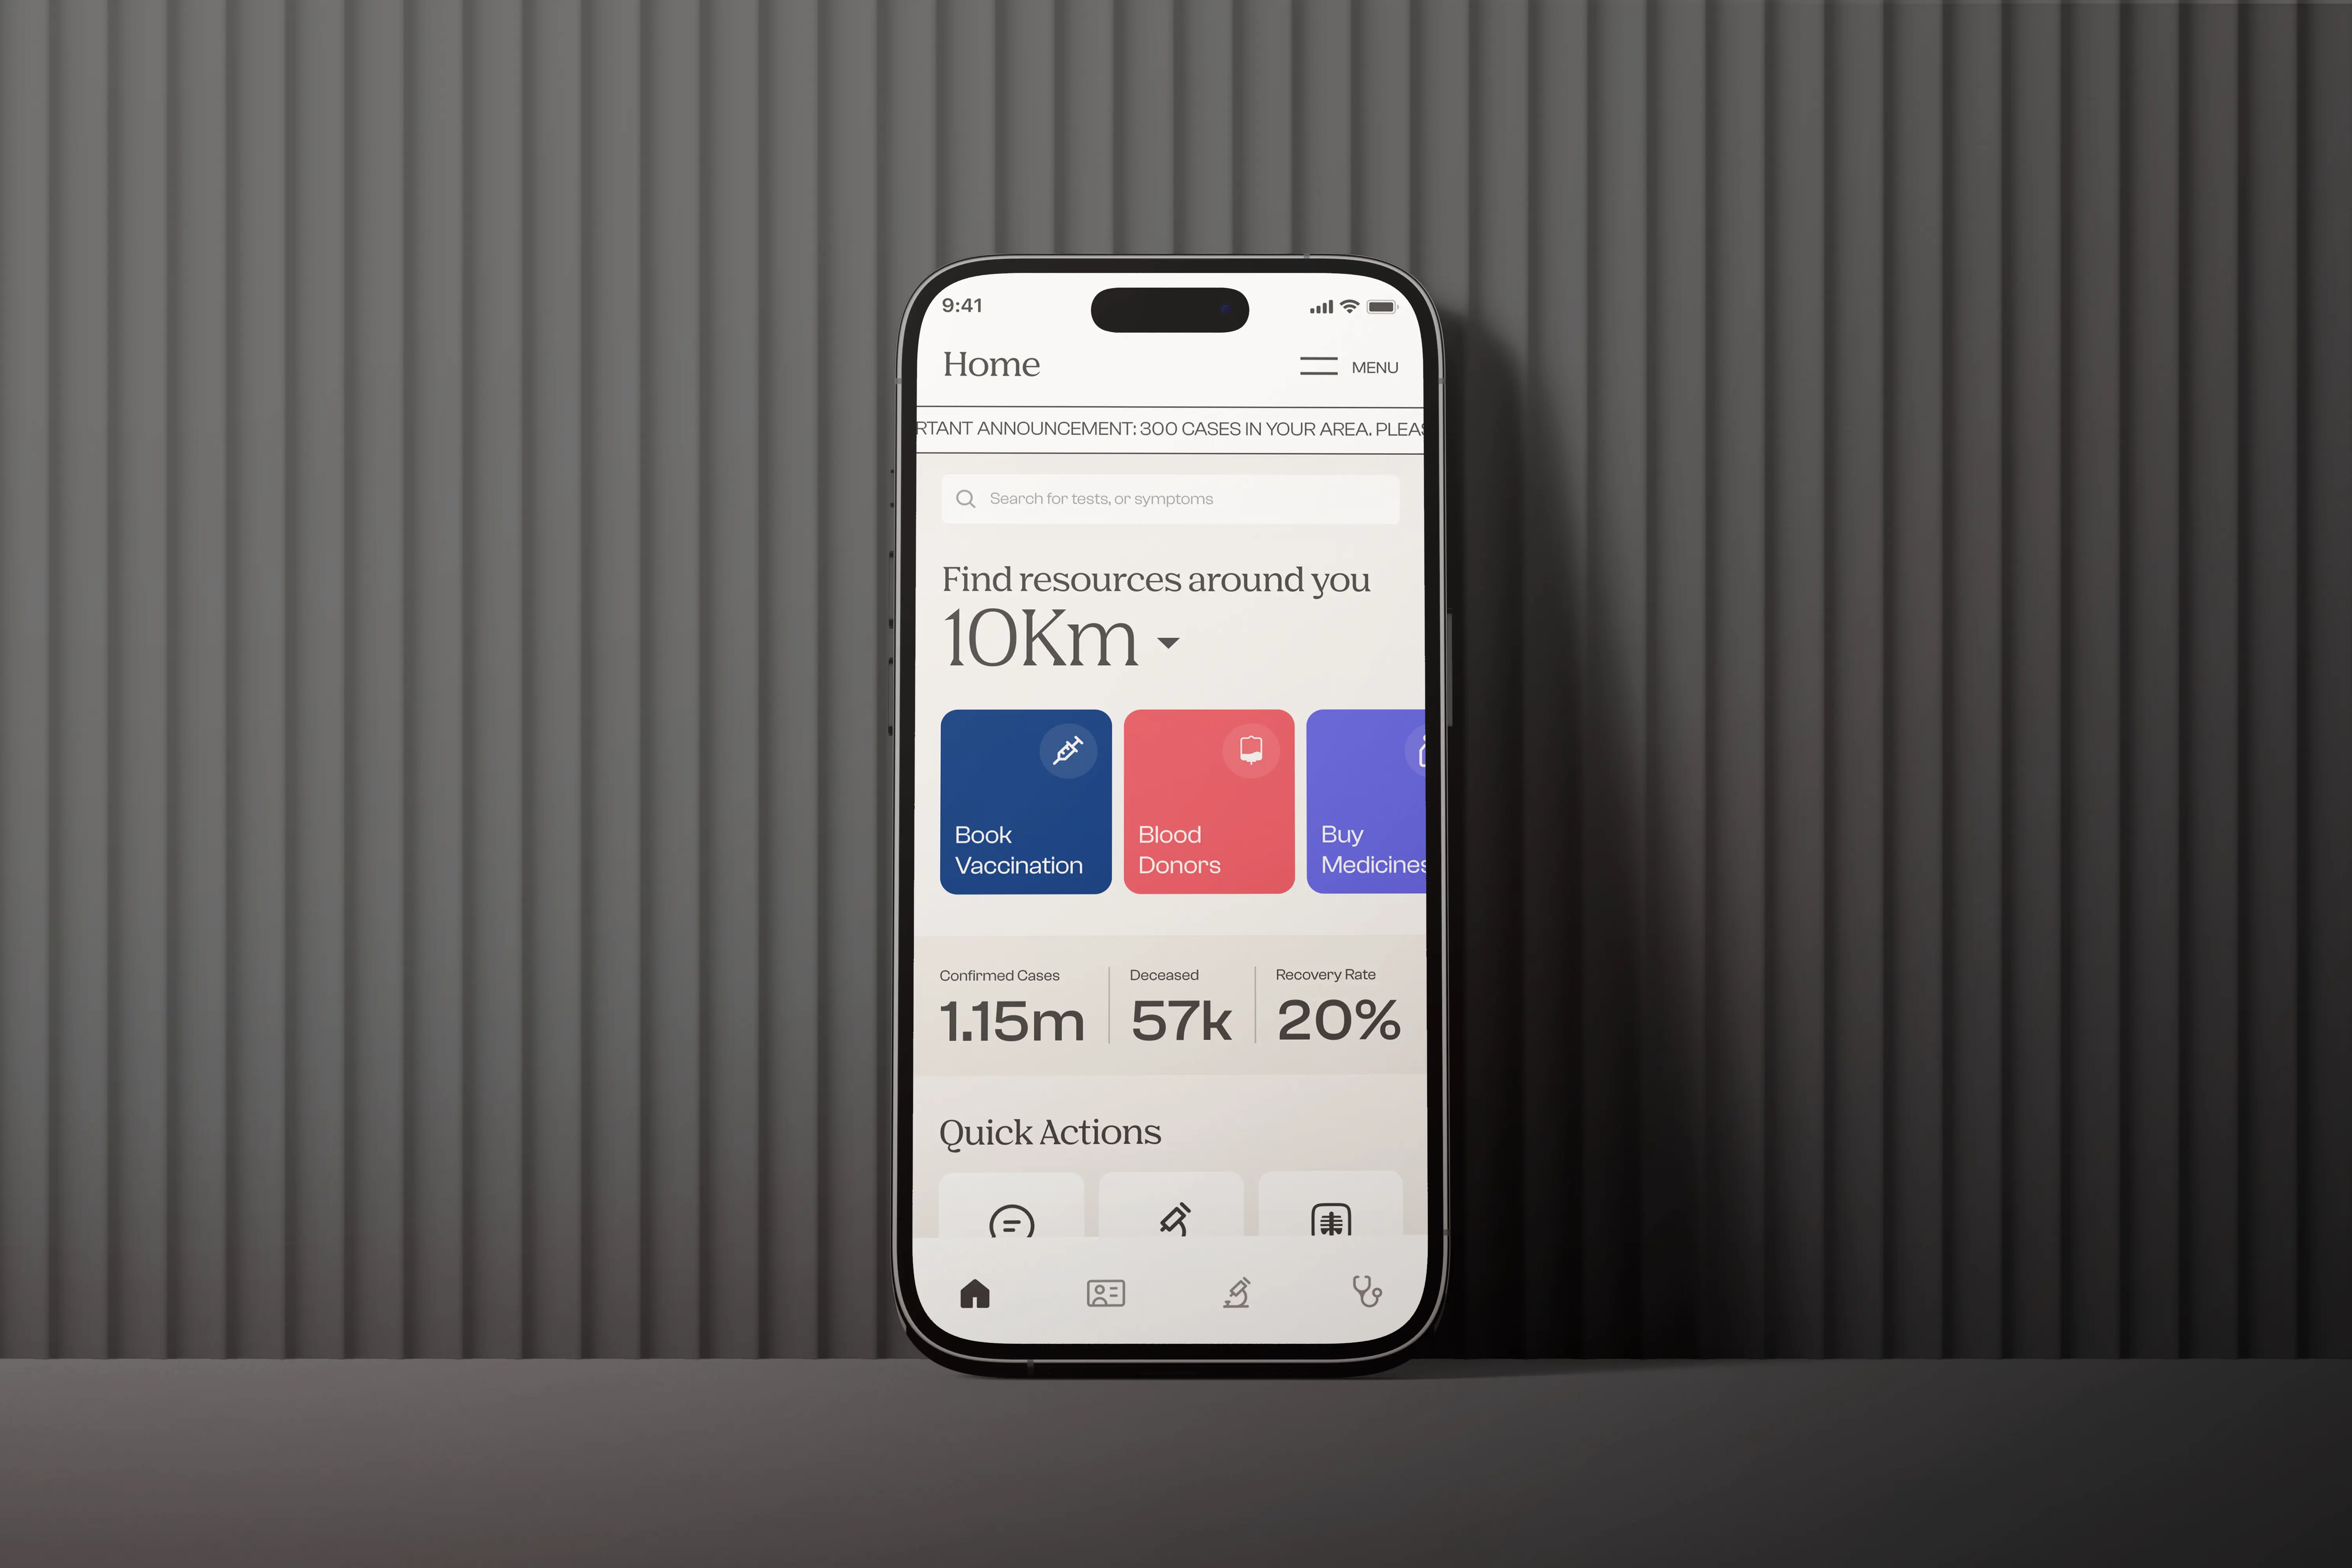 9:41
Home
MENU
RTANT ANNOUNCEMENT: 300 CASES IN YOUR AREA. PLEAS
Search for tests, or symptoms
Find resources around you
10Km
Book
Vaccination
Blood
Donors
Buy
Medicines
Confirmed Cases
Deceased
Recovery Rate
1.15m
57k
20%
Quick Actions